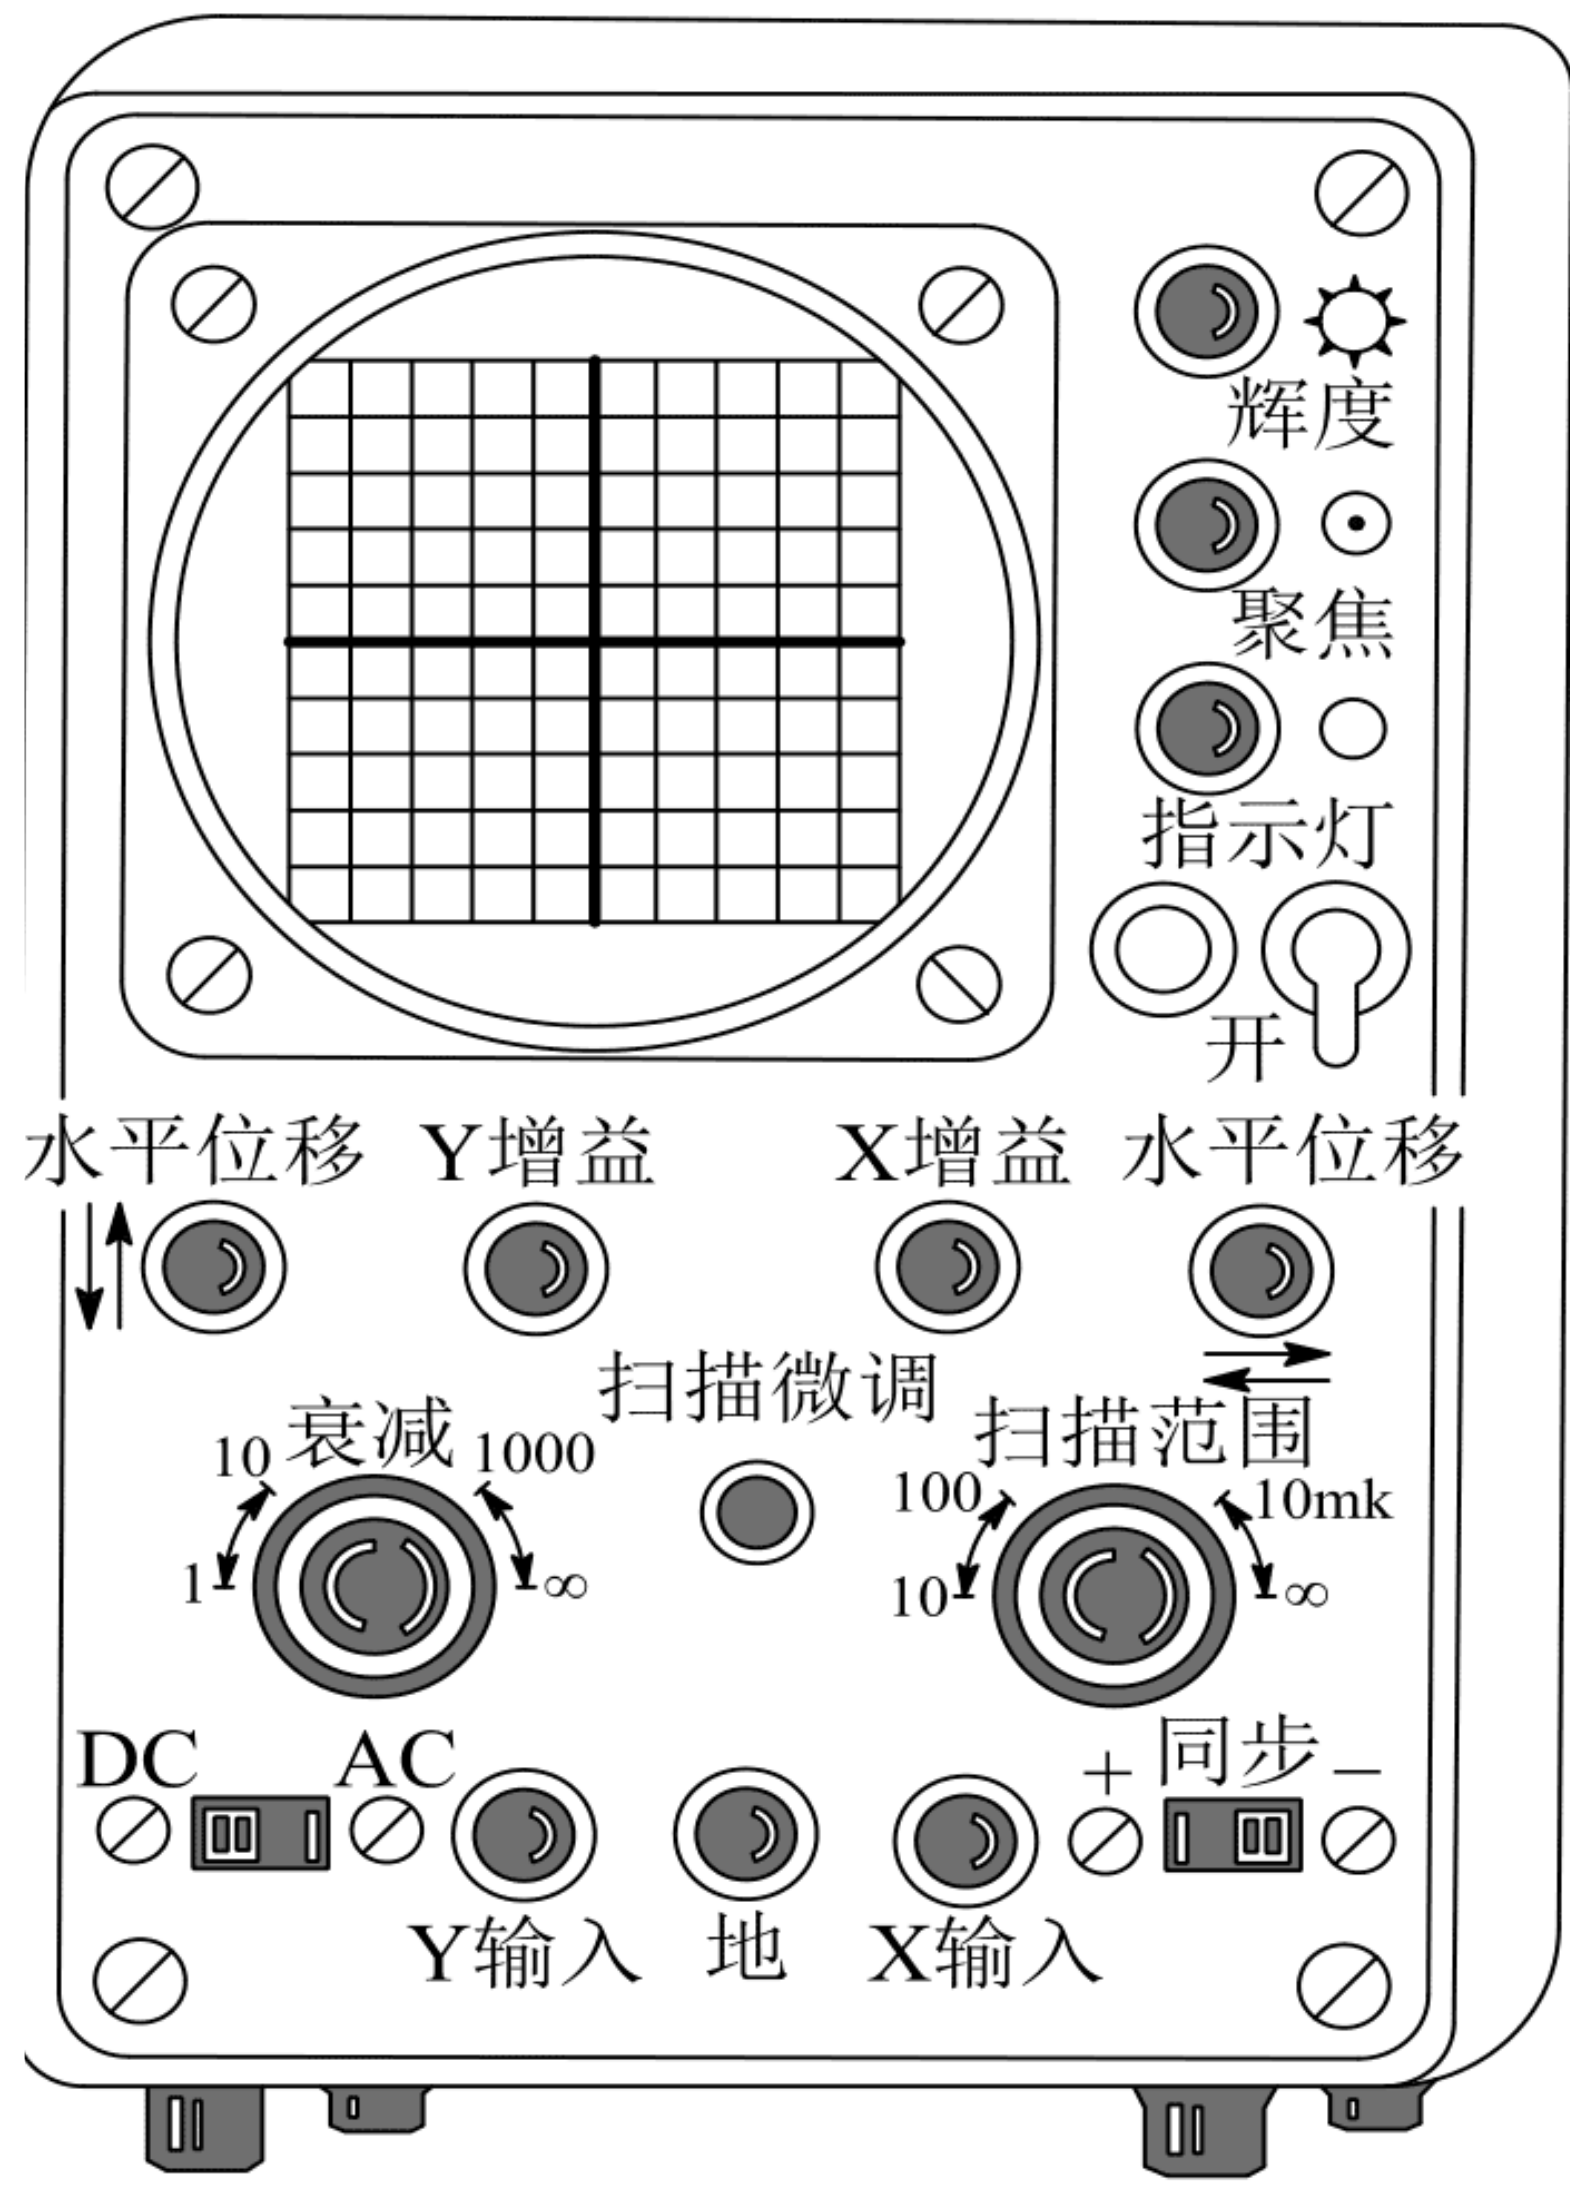 辉度
聚焦
指示灯
开
水平位移 Y增益 X增益 水平位移
扫描微调
衰减 扫描范围
10 1000 100 10mk
1 ∞ 10 ∞
DC AC + 同步 −
Y输入 地 X输入